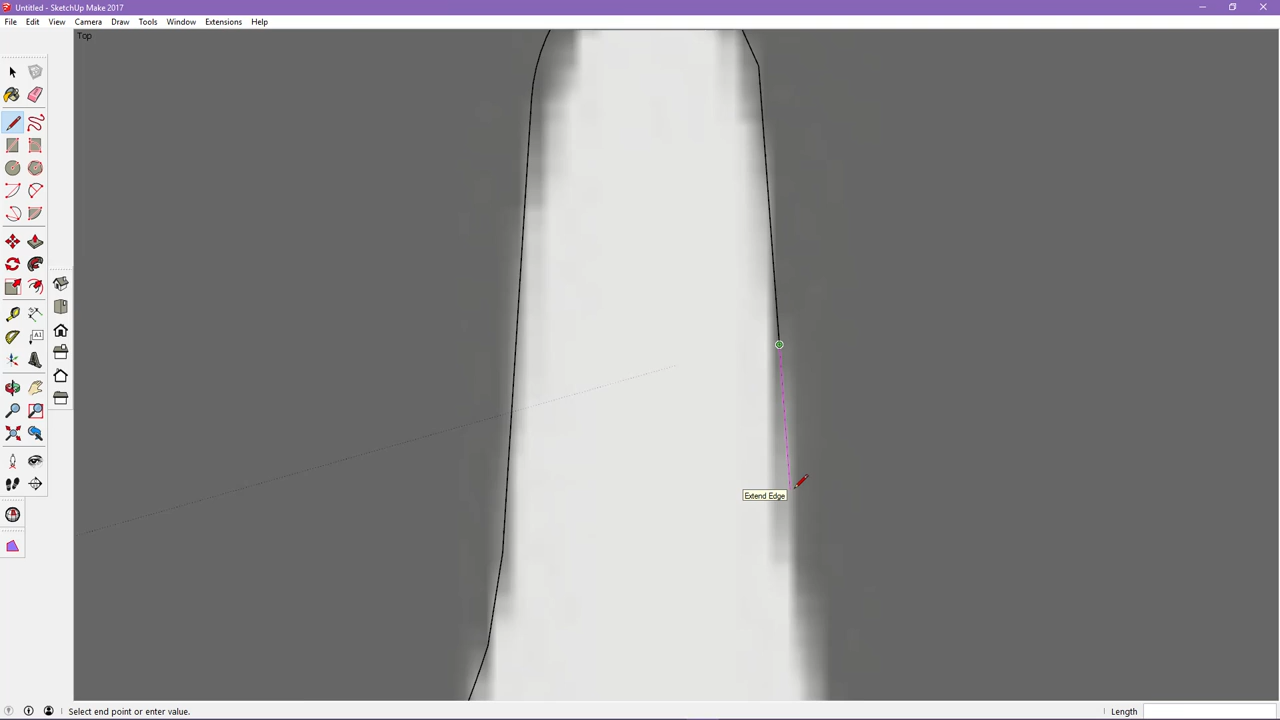 Untitled - SketchUp Make 2017
File Edit View Camera Draw Tools Window Extensions Help
Top
AI
Extend Edge
Select end point or enter value.
Length